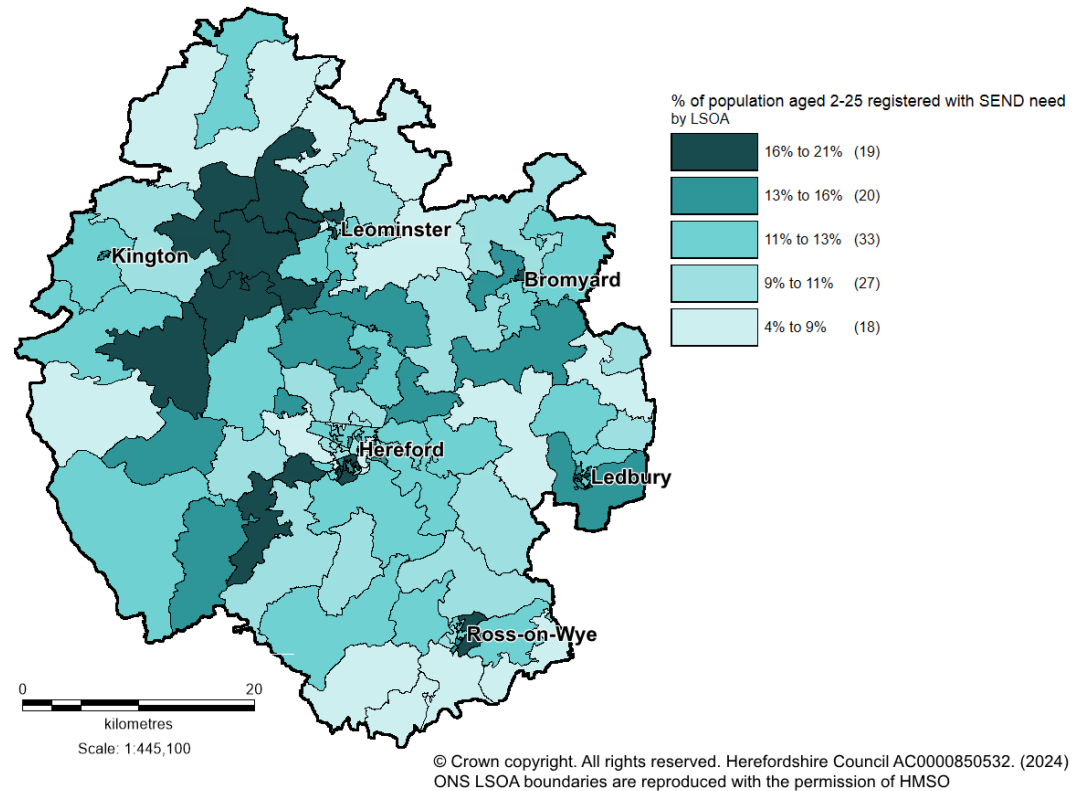 % of population aged 2-25 registered with SEND need
by LSOA
16% to 21% (19)
13% to 16% (20)
11% to 13% (33)
9% to 11% (27)
4% to 9% (18)
Leominster
Kington
Bromyard
Hereford
Ledbury
Ross-on-Wye
0 20
kilometres
Scale: 1:445,100
© Crown copyright. All rights reserved. Herefordshire Council AC0000850532. (2024)
ONS LSOA boundaries are reproduced with the permission of HMSO